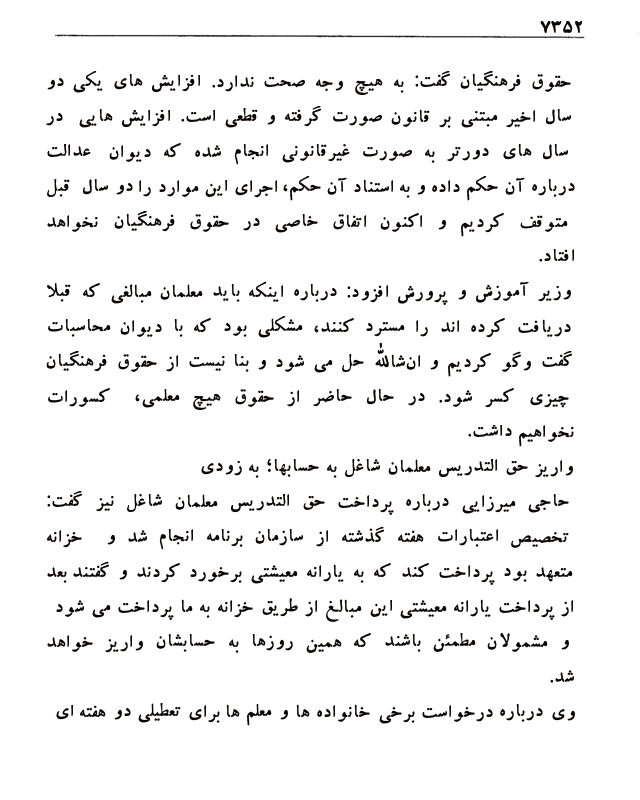 ۷۳۵۲
حقوق فرهنگیان گفت: به هیچ وجه صحت ندارد. افزایش های یکی دو
سال اخیر مبتنی بر قانون صورت گرفته و قطعی است. افزایش هایی در
سال های دورتر به صورت غیرقانونی انجام شده که دیوان عدالت
درباره آن حکم داده و به استناد آن حکم، اجرای این موارد را دو سال قبل
متوقف کردیم و اکنون اتفاق خاصی در حقوق فرهنگیان نخواهد
افتاد.
وزیر آموزش و پرورش افزود: درباره اینکه باید معلمان مبالغی که قبلا
دریافت کرده اند را مسترد کنند، مشکلی بود که با دیوان محاسبات
گفت وگو کردیم و ان‌شالله حل می شود و بنا نیست از حقوق فرهنگیان
چیزی کسر شود. در حال حاضر از حقوق هیچ معلمی، کسورات
نخواهیم داشت.
واریز حق التدریس معلمان شاغل به حسابها؛ به زودی
حاجی میرزایی درباره پرداخت حق التدریس معلمان شاغل نیز گفت:
تخصیص اعتبارات هفته گذشته از سازمان برنامه انجام شد و خزانه
متعهد بود پرداخت کند که به یارانه معیشتی برخورد کردند و گفتند بعد
از پرداخت یارانه معیشتی این مبالغ از طریق خزانه به ما پرداخت می شود
و مشمولان مطمئن باشند که همین روزها به حسابشان واریز خواهد
شد.
وی درباره درخواست برخی خانواده ها و معلم ها برای تعطیلی دو هفته ای